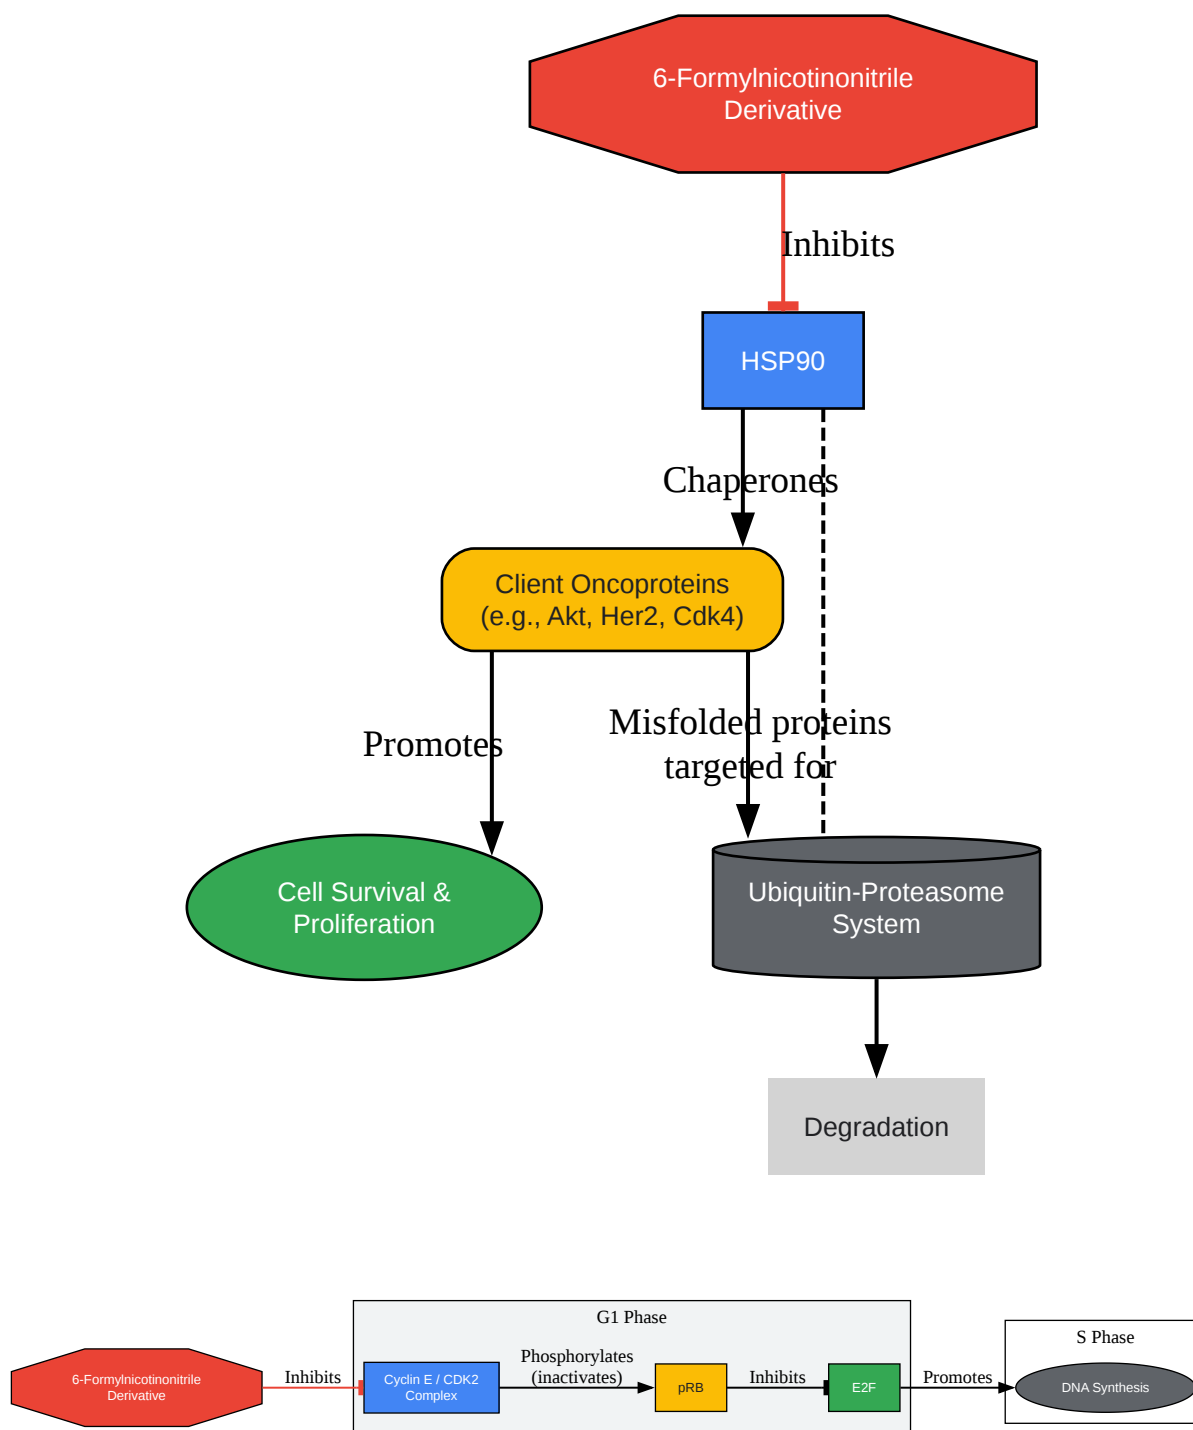 6-Formylnicotinonitrile
Derivative
Inhibits
HSP90
Chaperones
Client Oncoproteins
(e.g., Akt, Her2, Cdk4)
Promotes
Misfolded proteins
targeted for
Cell Survival &
Proliferation
Ubiquitin-Proteasome
System
Degradation
G1 Phase
S Phase
6-Formylnicotinonitrile
Derivative
Inhibits
Cyclin E / CDK2
Complex
Phosphorylates
(inactivates)
pRB
Inhibits
E2F
Promotes
DNA Synthesis